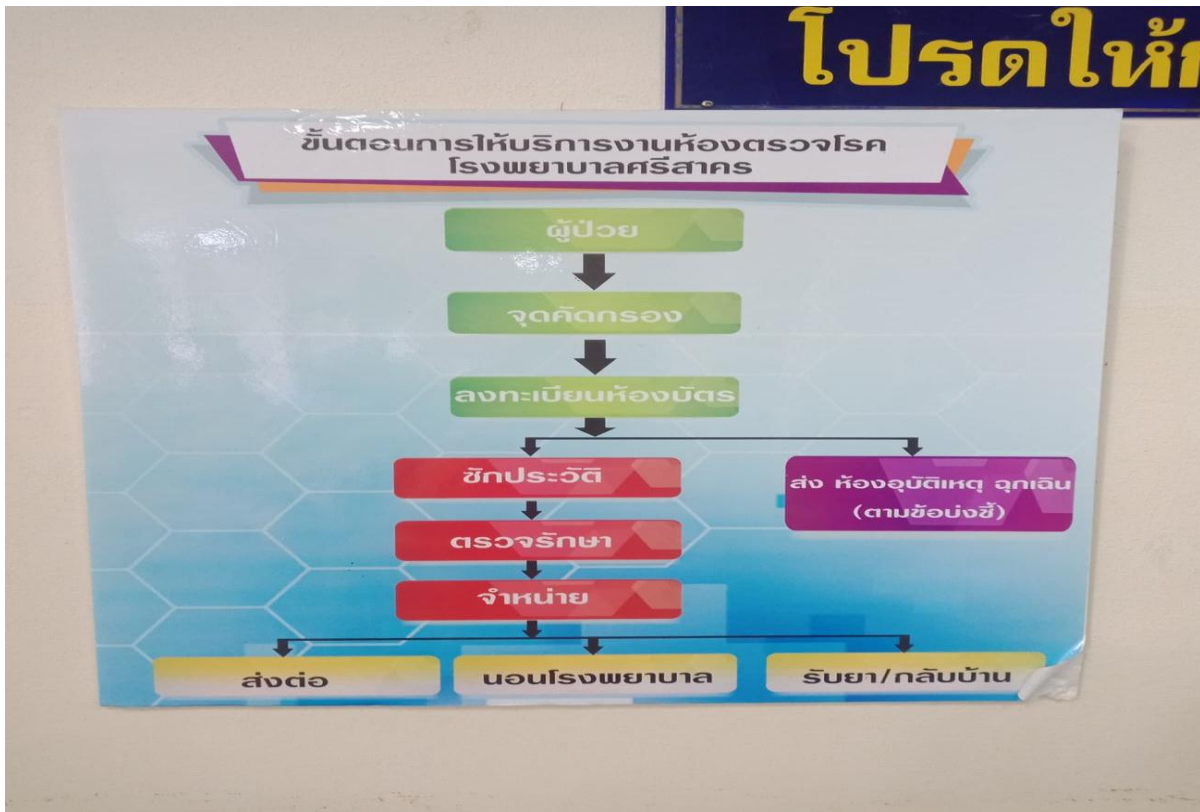 โปรดให้
ขั้นตอนการให้บริการงานห้องตรวจโรค
โรงพยาบาลศรีสาคร
ผู้ป่วย
จุดคัดกรอง
ลงทะเบียนห้องบัตร
ซักประวัติ
ส่ง ห้องอุบัติเหตุ ฉุกเฉิน
(ตามข้อบ่งชี้)
ตรวจรักษา
จำหน่าย
ส่งต่อ
นอนโรงพยาบาล
รับยา/กลับบ้าน